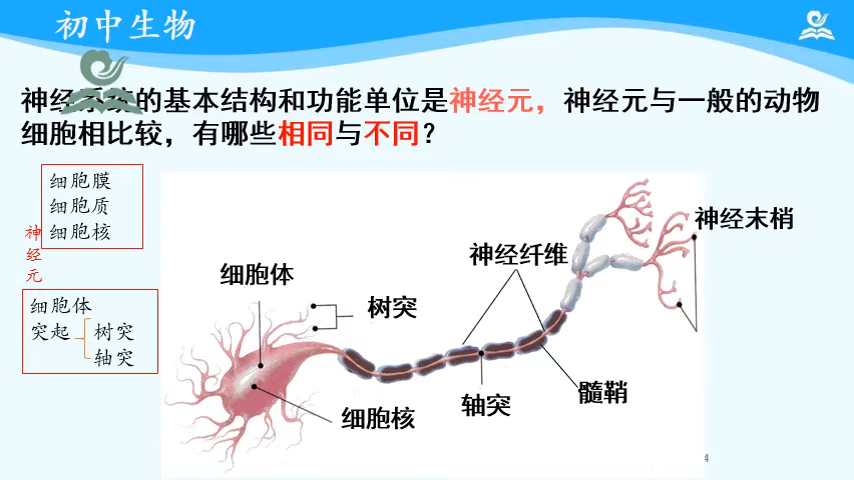 初中生物
神经系统的基本结构和功能单位是神经元，神经元与一般的动物
细胞相比较，有哪些相同与不同？
细胞膜
细胞质
细胞核
神经元
细胞体
突起
树突
轴突
细胞体
树突
细胞核
神经纤维
轴突
髓鞘
神经末梢
4